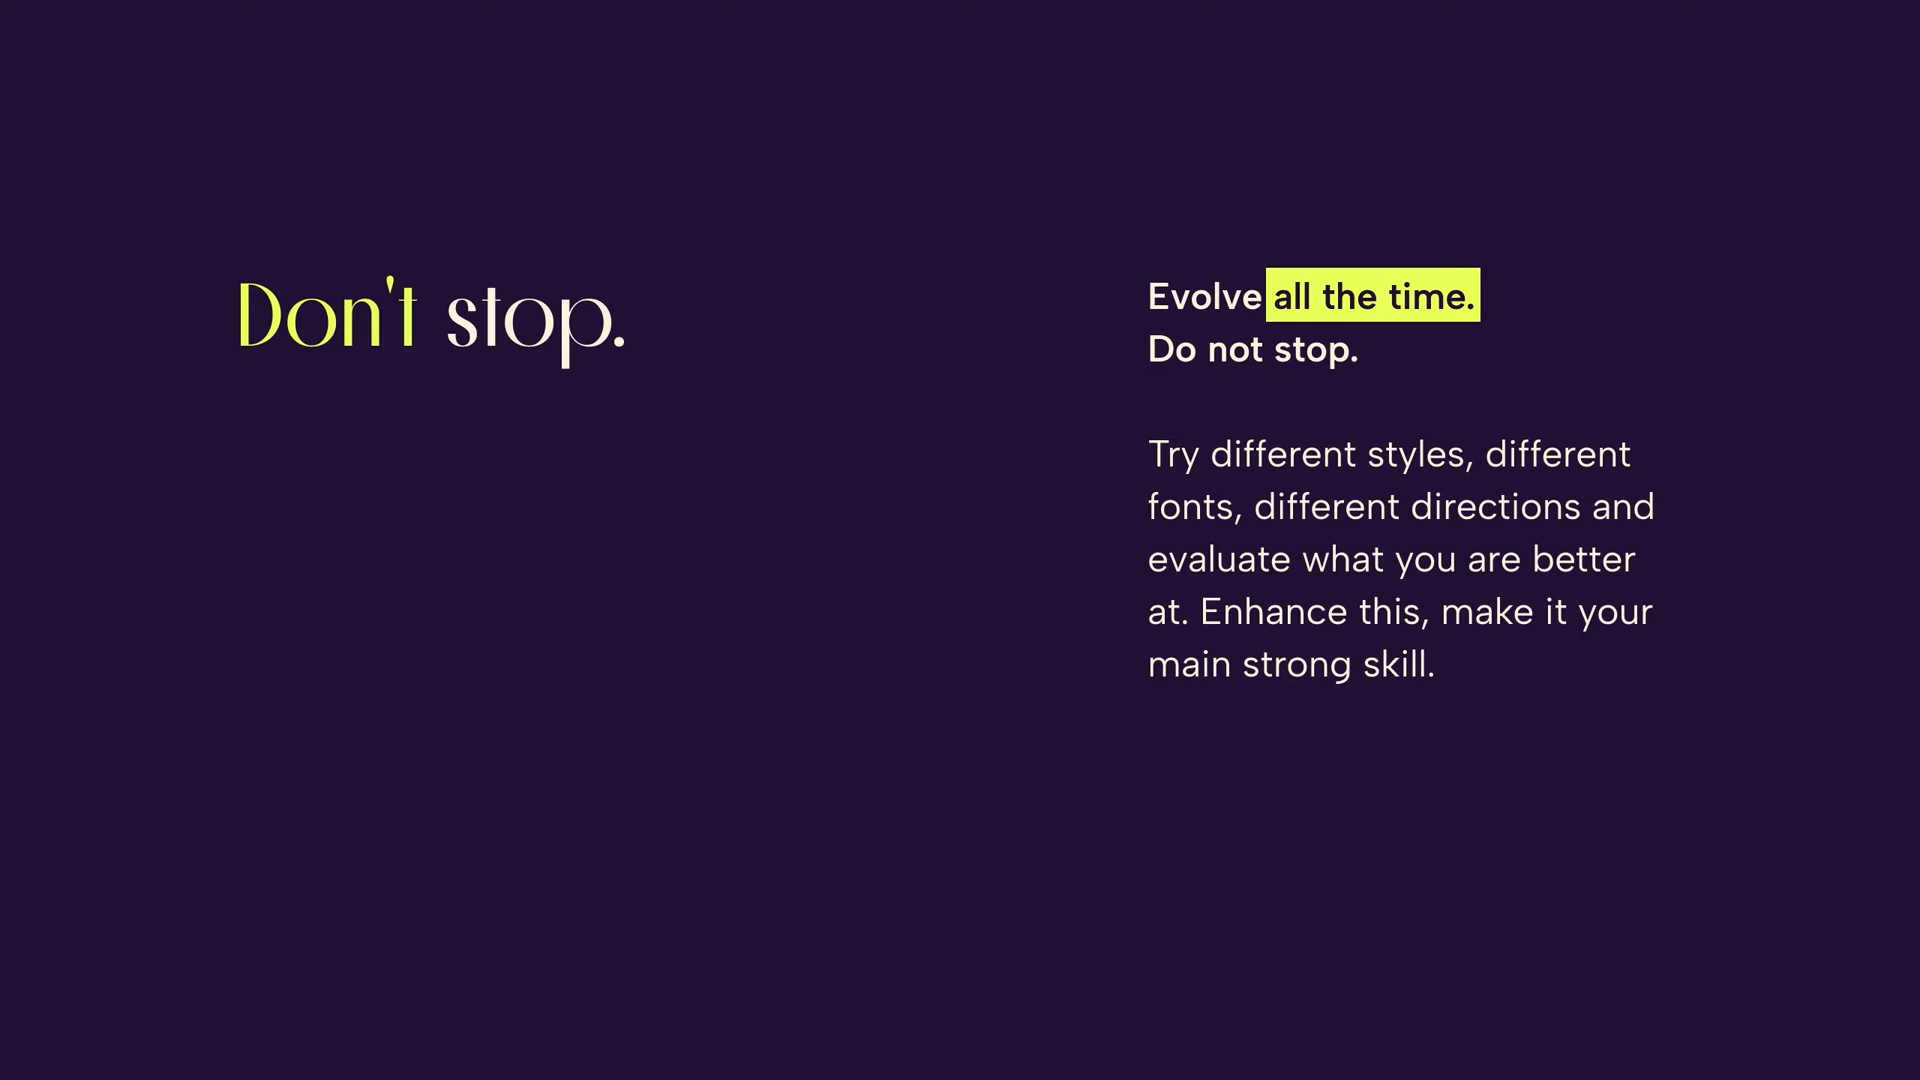 Don't stop.
Evolve all the time.
Do not stop.
Try different styles, different
fonts, different directions and
evaluate what you are better
at. Enhance this, make it your
main strong skill.